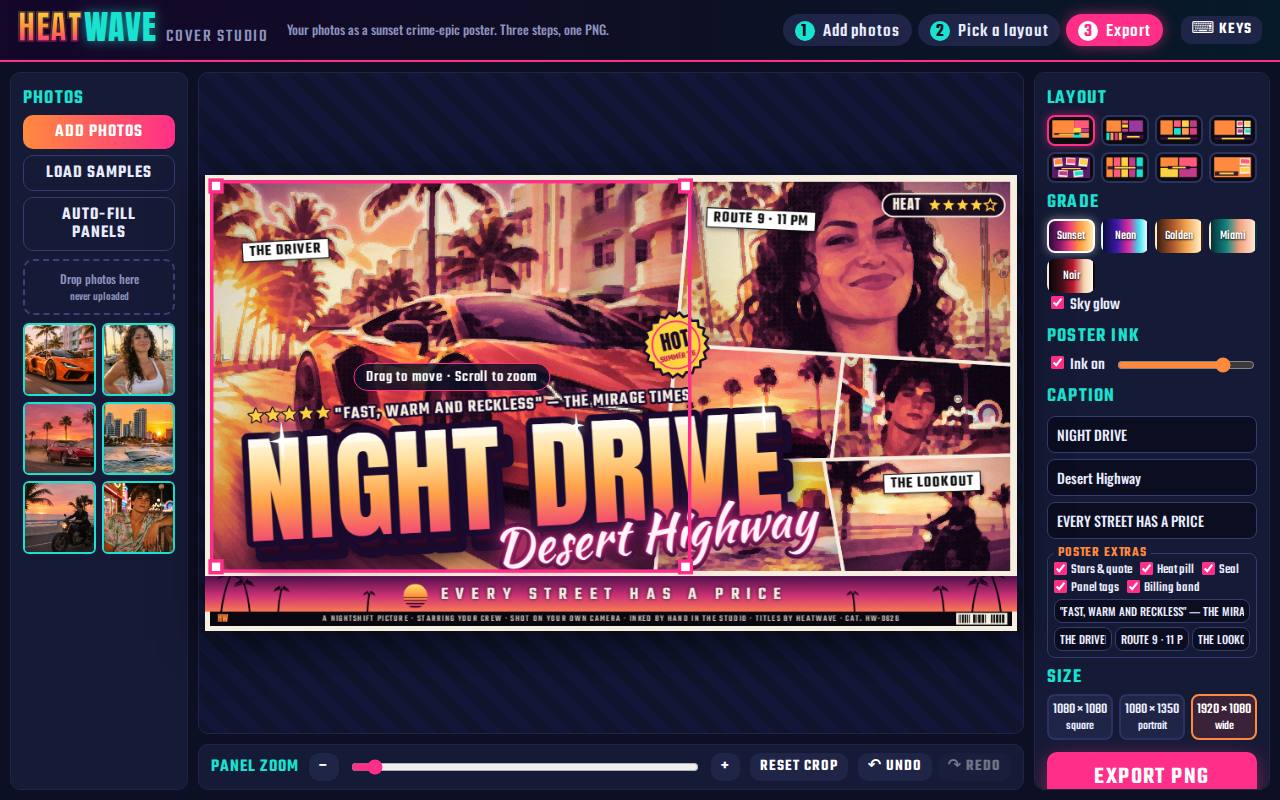 HEATWAVE COVER STUDIO
Your photos as a sunset crime-epic poster. Three steps, one PNG.
1 Add photos
2 Pick a layout
3 Export
KEYS
PHOTOS
ADD PHOTOS
LOAD SAMPLES
AUTO-FILL
PANELS
Drop photos here
never uploaded
THE DRIVER
ROUTE 9 · 11 PM
HEAT
HOT
Drag to move · Scroll to zoom
"FAST, WARM AND RECKLESS" — THE MIRAGE TIMES
NIGHT DRIVE
Desert Highway
THE LOOKOUT
EVERY STREET HAS A PRICE
HW
A NIGHTSHIFT PICTURE · STARRING YOUR CREW · SHOT ON YOUR OWN CAMERA · INKED BY HAND IN THE STUDIO · TITLES BY HEATWAVE · CAT. HW-0626
PANEL ZOOM
−
+
RESET CROP
↶ UNDO
↷ REDO
LAYOUT
GRADE
Sunset
Neon
Golden
Miami
Noir
Sky glow
POSTER INK
Ink on
CAPTION
NIGHT DRIVE
Desert Highway
EVERY STREET HAS A PRICE
POSTER EXTRAS
Stars & quote
Heat pill
Seal
Panel tags
Billing band
"FAST, WARM AND RECKLESS" — THE MIRA
THE DRIVE
ROUTE 9 · 11 P
THE LOOK
SIZE
1080 × 1080
square
1080 × 1350
portrait
1920 × 1080
wide
EXPORT PNG